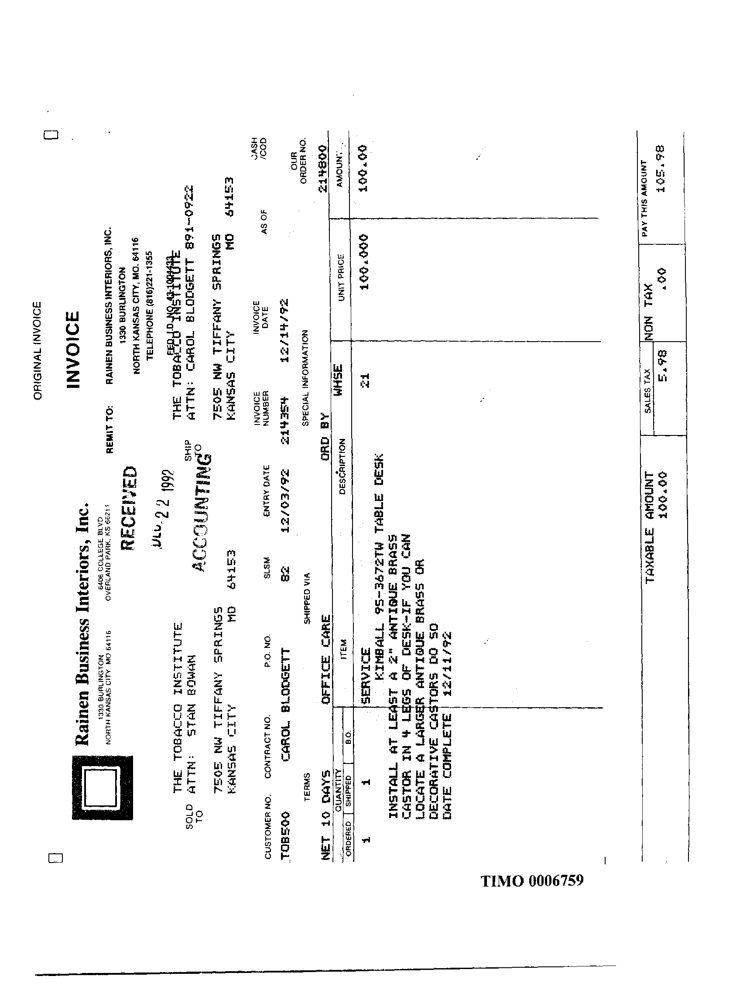 ORIGINAL INVOICE
INVOICE
Rainen Business Interiors, Inc.
1330 BURLINGTON
NORTH KANSAS CITY, MO 64116
6406 COLLEGE BLVD
OVERLAND PARK, KS 66211
REMIT TO: RAINEN BUSINESS INTERIORS, INC.
1330 BURLINGTON
NORTH KANSAS CITY, MO. 64116
TELEPHONE (816)221-1355
FED I.D. NO.
RECEIVED
DEC 22 1992
ACCOUNTING
SOLD TO
THE TOBACCO INSTITUTE
ATTN: STAN BOWAN
7505 NW TIFFANY SPRINGS
KANSAS CITY MO 64153
SHIP TO
THE TOBACCO INSTITUTE
ATTN: CAROL BLODGETT 891-0922
7505 NW TIFFANY SPRINGS
KANSAS CITY MO 64153
CUSTOMER NO. CONTRACT NO. P.O. NO. SLSM ENTRY DATE INVOICE NUMBER INVOICE DATE AS OF CASH /COD
TOB500 CAROL BLODGETT 82 12/03/92 214354 12/14/92
TERMS SHIPPED VIA SPECIAL INFORMATION OUR ORDER NO.
NET 10 DAYS OFFICE CARE ORD BY 214800
QUANTITY ORDERED SHIPPED B.O. ITEM DESCRIPTION WHSE UNIT PRICE AMOUNT
1 1 SERVICE 21 100.000 100.00
KIMBALL 95-3672TW TABLE DESK
INSTALL AT LEAST A 2" ANTIQUE BRASS
CASTOR IN 4 LEGS OF DESK-IF YOU CAN
LOCATE A LARGER ANTIQUE BRASS OR
DECORATIVE CASTORS DO SO
DATE COMPLETE 12/11/92
TAXABLE AMOUNT SALES TAX NON TAX PAY THIS AMOUNT
100.00 5.98 .00 105.98
TIMO 0006759